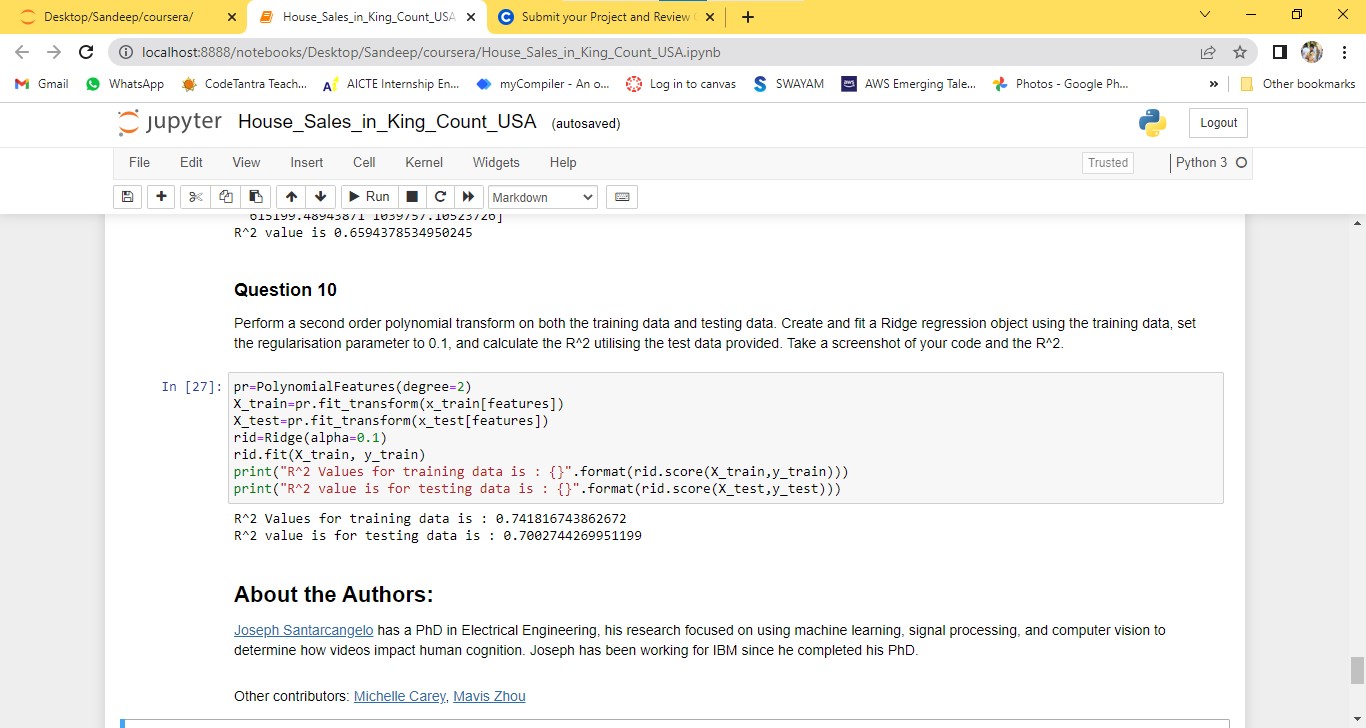 Desktop/Sandeep/coursera/
House_Sales_in_King_Count_USA
Submit your Project and Review
localhost:8888/notebooks/Desktop/Sandeep/coursera/House_Sales_in_King_Count_USA.ipynb
Gmail WhatsApp CodeTantra Teach... AICTE Internship En... myCompiler - An o... Log in to canvas SWAYAM AWS Emerging Tale... Photos - Google Ph... » Other bookmarks
jupyter House_Sales_in_King_Count_USA (autosaved) Logout
File Edit View Insert Cell Kernel Widgets Help Trusted Python 3
Run Markdown
615199.48943871 1039757.10523726]
R^2 value is 0.6594378534950245
Question 10
Perform a second order polynomial transform on both the training data and testing data. Create and fit a Ridge regression object using the training data, set
the regularisation parameter to 0.1, and calculate the R^2 utilising the test data provided. Take a screenshot of your code and the R^2.
In [27]: pr=PolynomialFeatures(degree=2)
X_train=pr.fit_transform(x_train[features])
X_test=pr.fit_transform(x_test[features])
rid=Ridge(alpha=0.1)
rid.fit(X_train, y_train)
print("R^2 Values for training data is : {}".format(rid.score(X_train,y_train)))
print("R^2 value is for testing data is : {}".format(rid.score(X_test,y_test)))
R^2 Values for training data is : 0.741816743862672
R^2 value is for testing data is : 0.7002744269951199
About the Authors:
Joseph Santarcangelo has a PhD in Electrical Engineering, his research focused on using machine learning, signal processing, and computer vision to
determine how videos impact human cognition. Joseph has been working for IBM since he completed his PhD.
Other contributors: Michelle Carey, Mavis Zhou